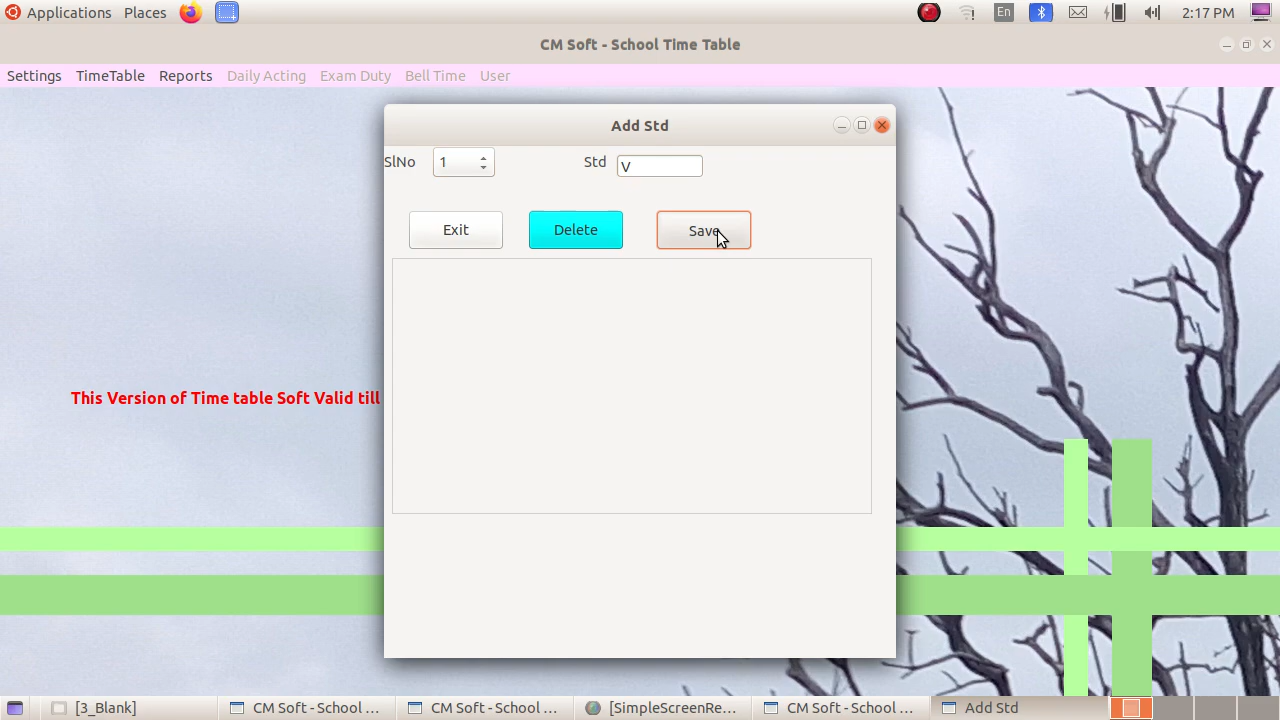 Applications Places En 2:17 PM
CM Soft - School Time Table
Settings TimeTable Reports Daily Acting Exam Duty Bell Time User
Add Std
SlNo 1 Std V
Exit Delete Save
This Version of Time table Soft Valid till
[3_Blank] CM Soft - School ... CM Soft - School ... [SimpleScreenRe... CM Soft - School ... Add Std